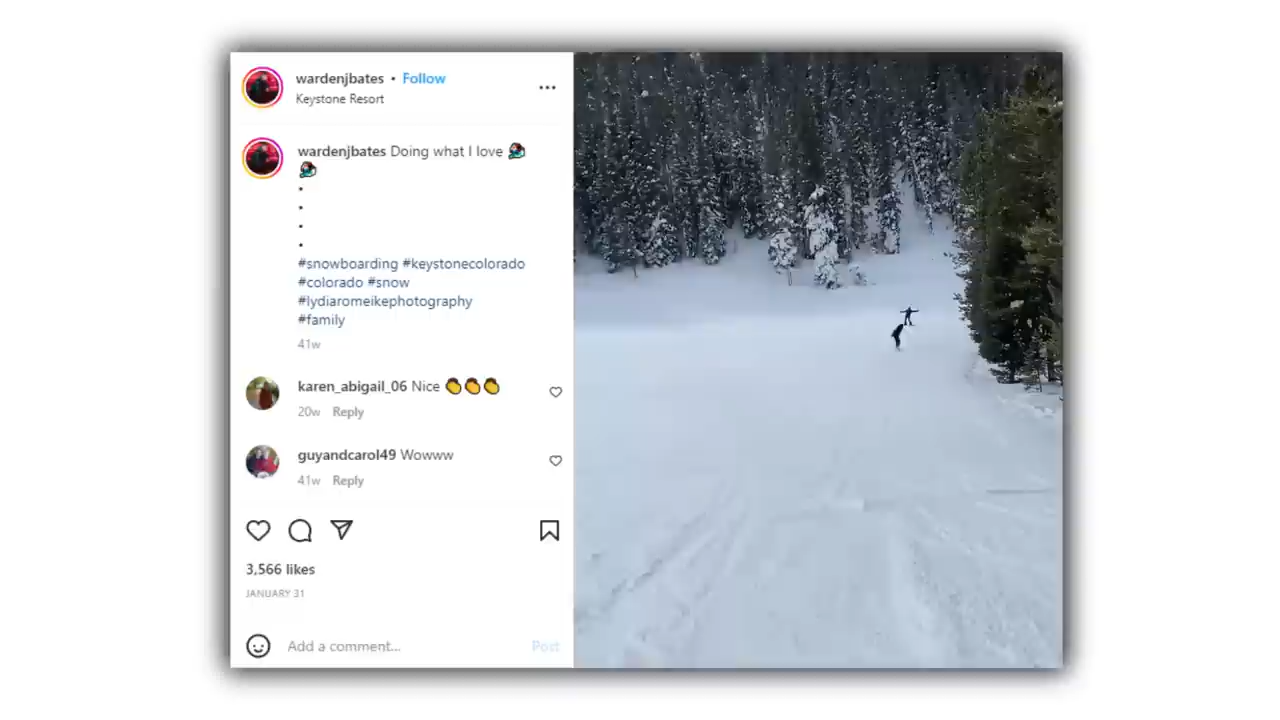 wardenjbates • Follow
Keystone Resort
wardenjbates Doing what I love 🏂
🏂
•
•
•
•
#snowboarding #keystonecolorado
#colorado #snow
#lydiaromeikephotography
#family
41w
karen_abigail_06 Nice 👏👏👏
20w Reply
guyandcarol49 Wowww
41w Reply
3,566 likes
JANUARY 31
Add a comment... Post